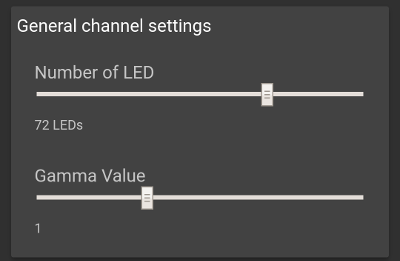 General channel settings
Number of LED
72 LEDs
Gamma Value
1